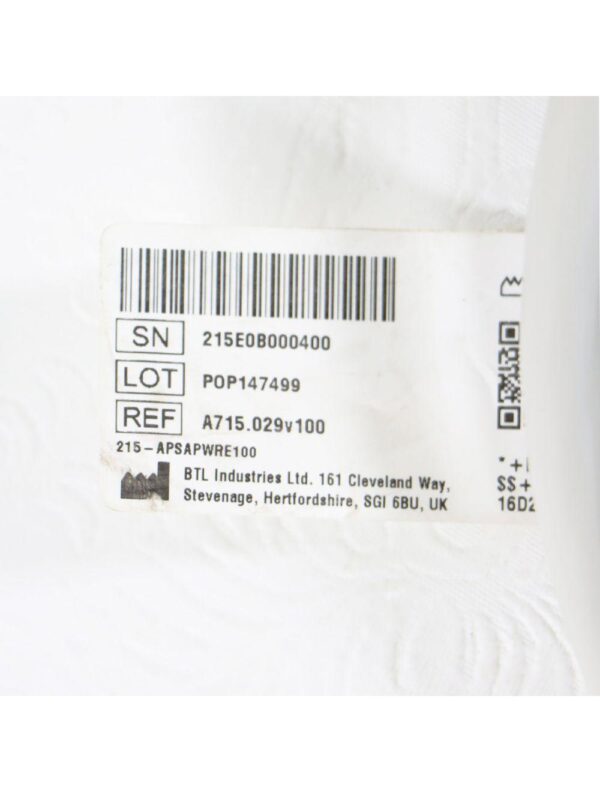 SN 215E0B000400
LOT POP147499
REF A715.029v100
215-APSAPWRE100
BTL Industries Ltd. 161 Cleveland Way,
Stevenage, Hertfordshire, SGI 6BU, UK
*+
SS+
16D2